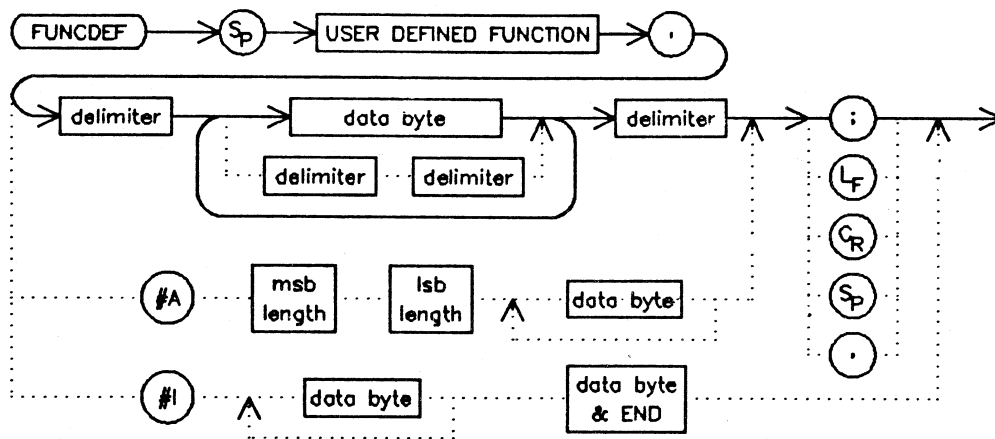 FUNCDEF SP USER DEFINED FUNCTION ,
delimiter data byte delimiter ;
delimiter delimiter LF
CR
#A msb length lsb length data byte SP
,
#I data byte data byte & END